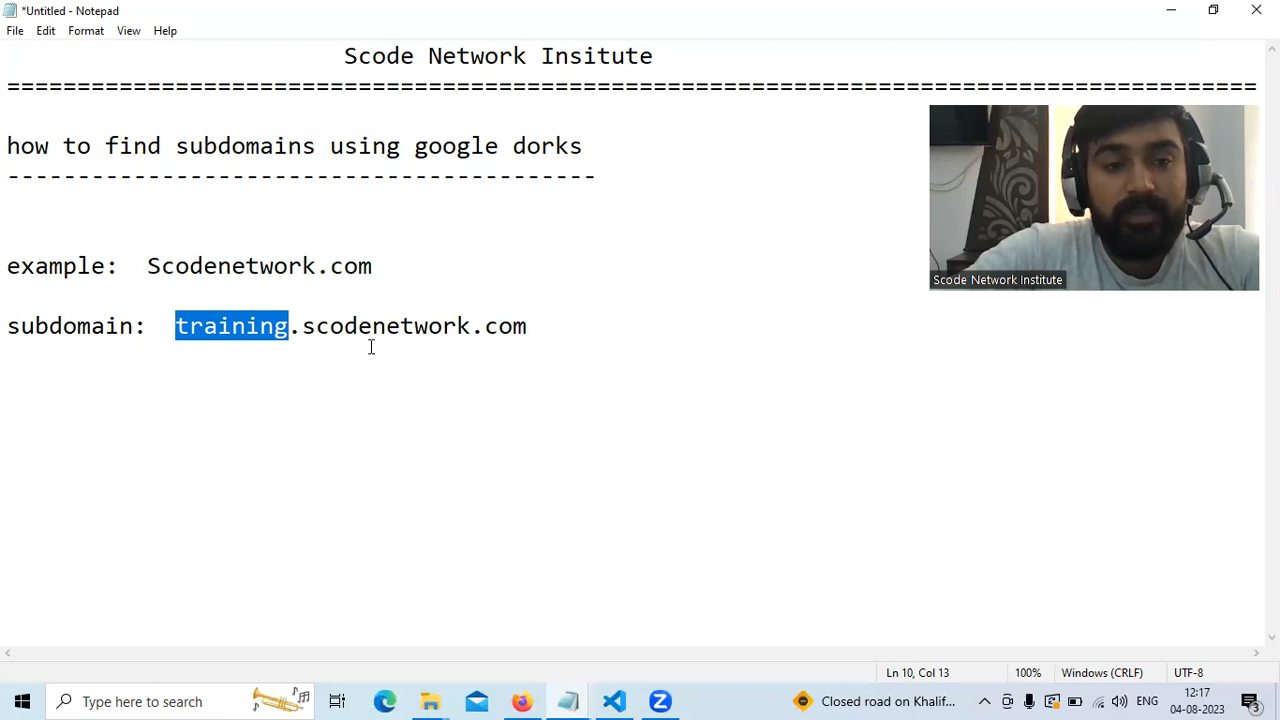 *Untitled - Notepad
File Edit Format View Help
Scode Network Insitute
=========================================================================================
how to find subdomains using google dorks
------------------------------------------
example: Scodenetwork.com
subdomain: training.scodenetwork.com
Scode Network Institute
Ln 10, Col 13 100% Windows (CRLF) UTF-8
Type here to search
Closed road on Khalif...
ENG
12:17
04-08-2023
3